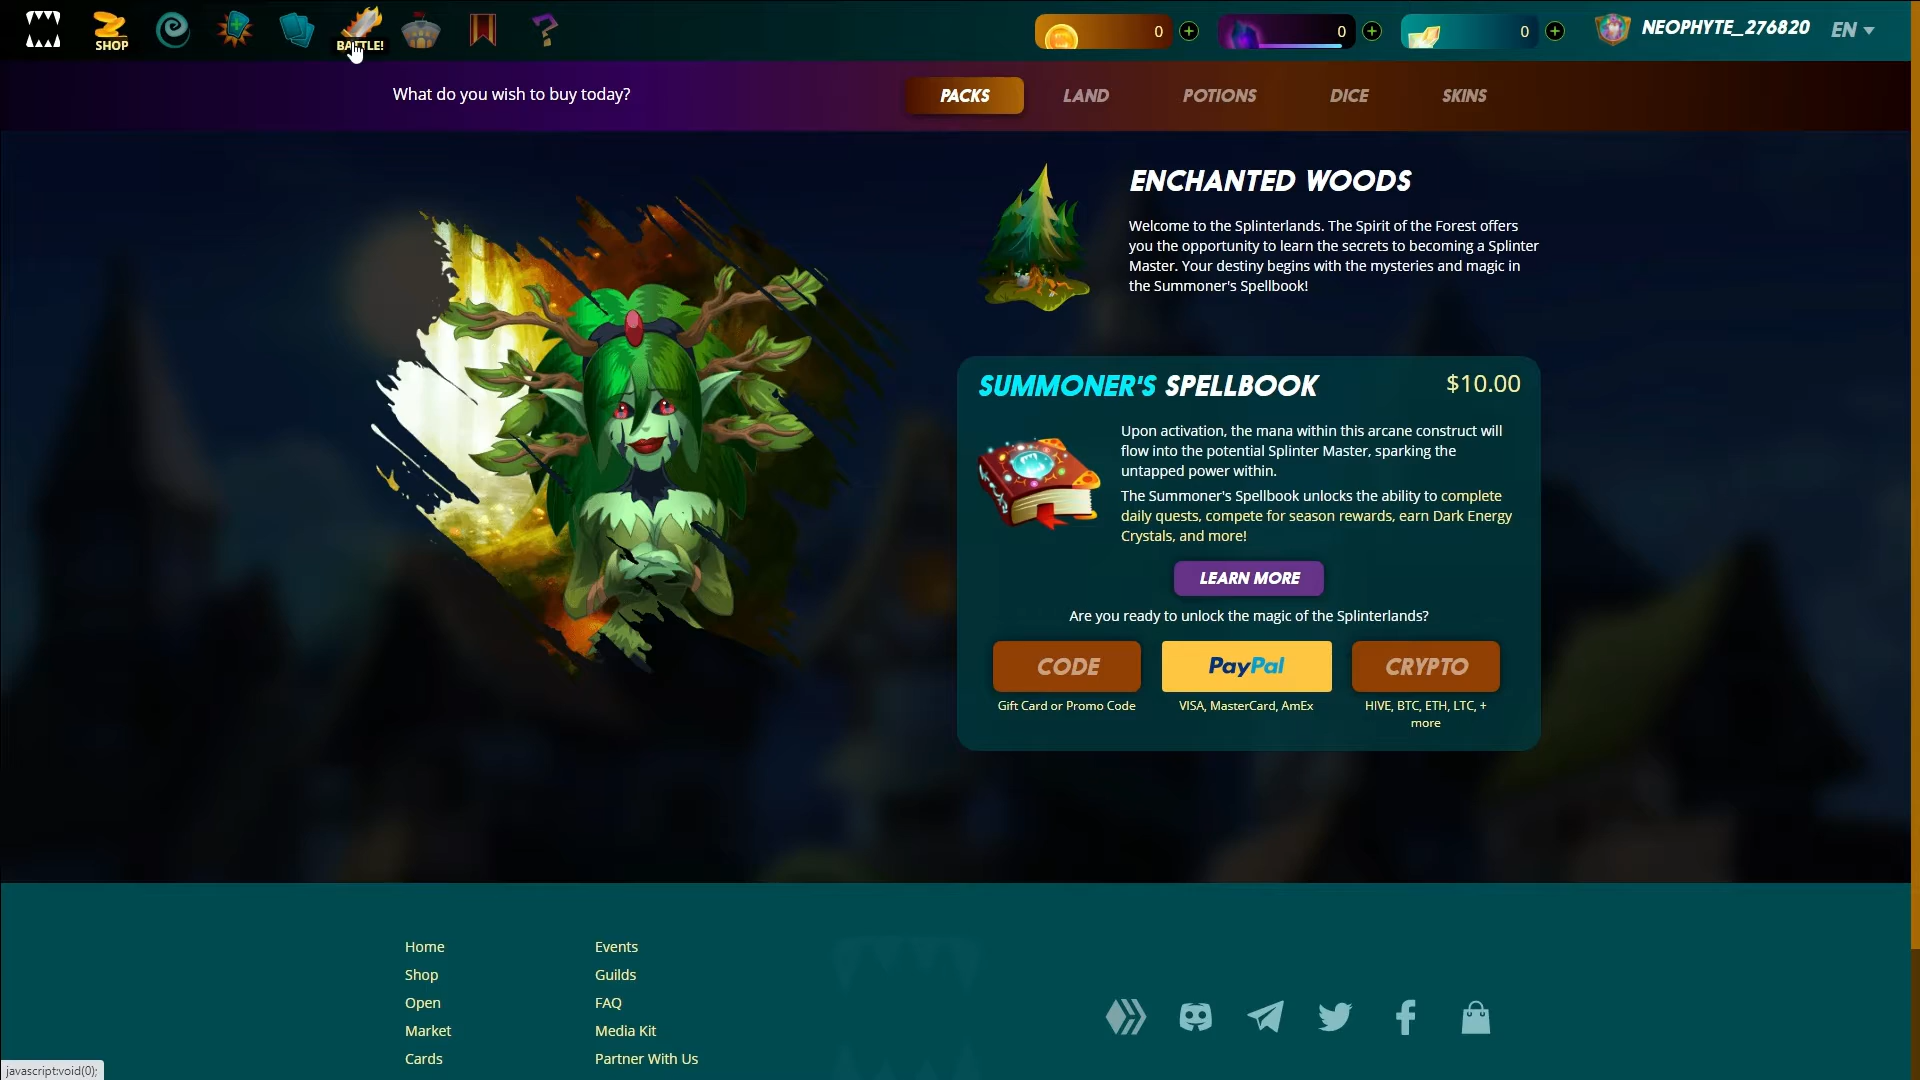 SHOP
BATTLE!
0
0
0
NEOPHYTE_276820
EN
What do you wish to buy today?
PACKS
LAND
POTIONS
DICE
SKINS
ENCHANTED WOODS
Welcome to the Splinterlands. The Spirit of the Forest offers
you the opportunity to learn the secrets to becoming a Splinter
Master. Your destiny begins with the mysteries and magic in
the Summoner's Spellbook!
SUMMONER'S SPELLBOOK
$10.00
Upon activation, the mana within this arcane construct will
flow into the potential Splinter Master, sparking the
untapped power within.
The Summoner's Spellbook unlocks the ability to complete
daily quests, compete for season rewards, earn Dark Energy
Crystals, and more!
LEARN MORE
Are you ready to unlock the magic of the Splinterlands?
CODE
PayPal
CRYPTO
Gift Card or Promo Code
VISA, MasterCard, AmEx
HIVE, BTC, ETH, LTC, +
more
Home
Shop
Open
Market
Cards
Events
Guilds
FAQ
Media Kit
Partner With Us
javascript:void(0);